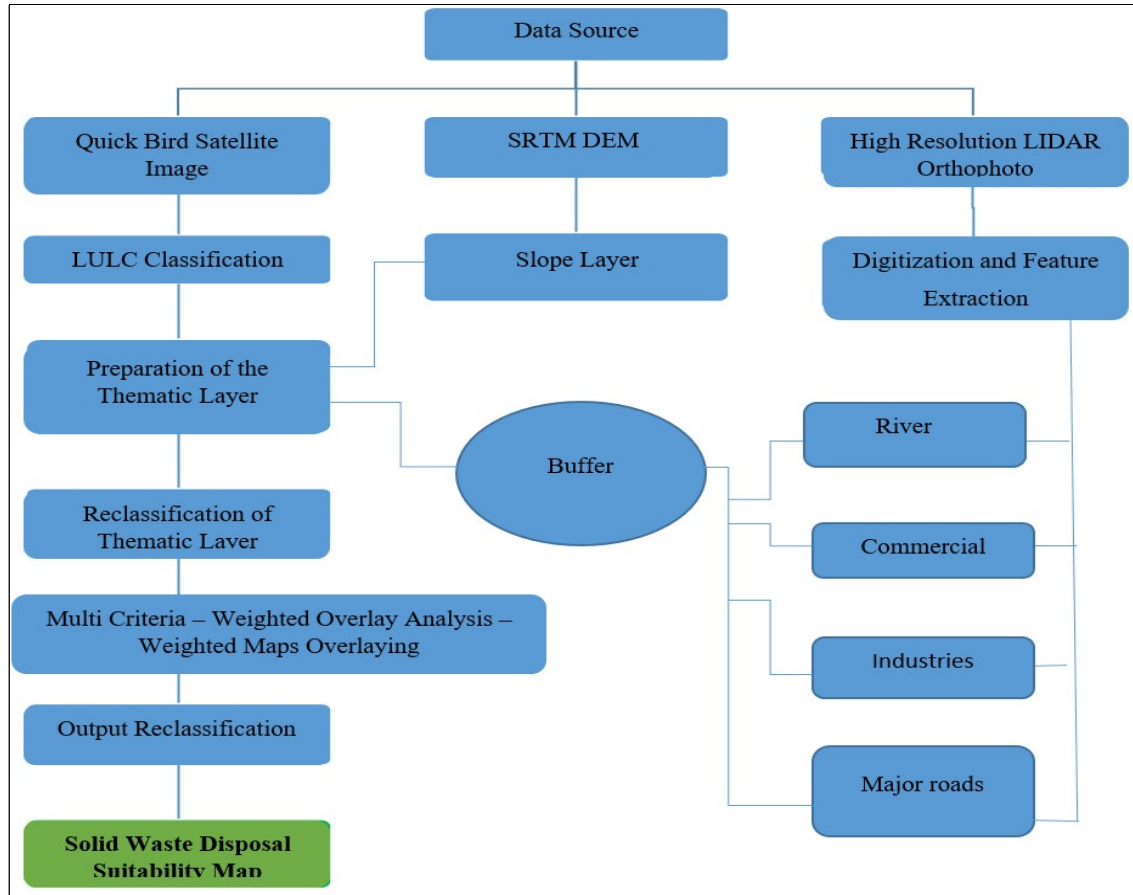 Data Source
Quick Bird Satellite
Image
SRTM DEM
High Resolution LIDAR
Orthophoto
LULC Classification
Slope Layer
Digitization and Feature
Extraction
Preparation of the
Thematic Layer
Buffer
River
Commercial
Industries
Major roads
Reclassification of
Thematic Layer
Multi Criteria – Weighted Overlay Analysis –
Weighted Maps Overlaying
Output Reclassification
Solid Waste Disposal
Suitability Map